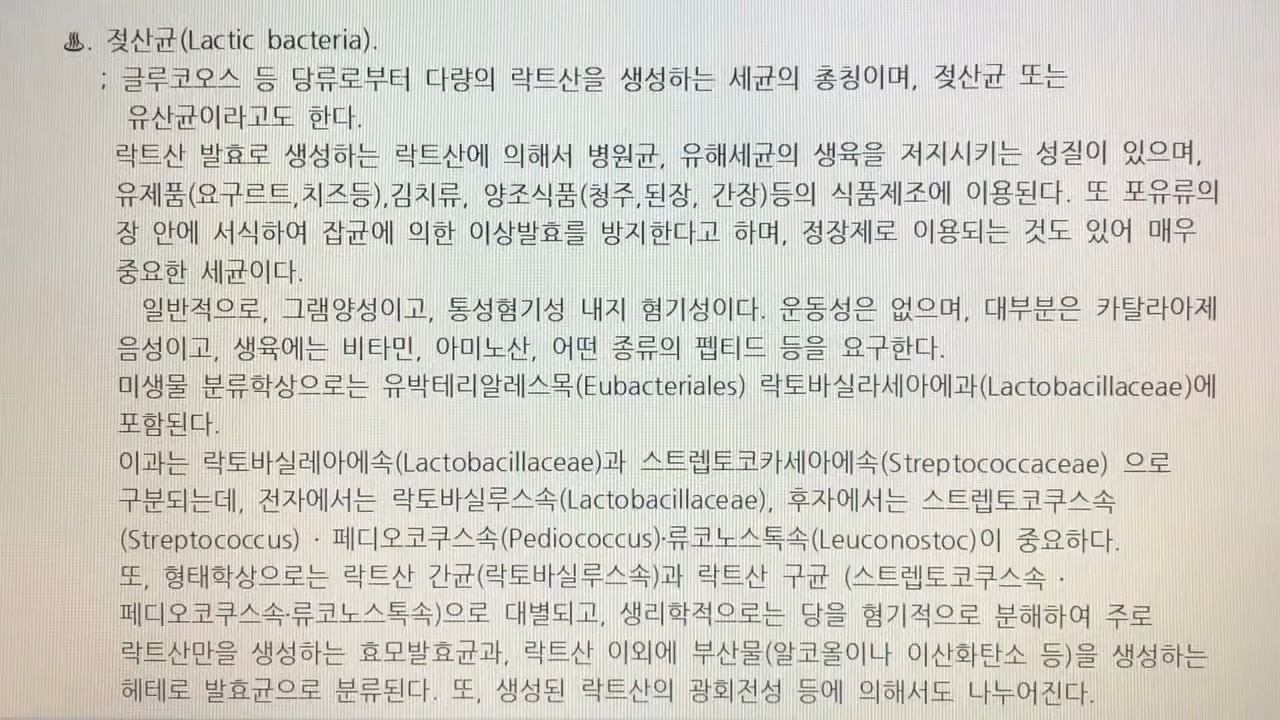 ♨. 젖산균(Lactic bacteria).
; 글루코오스 등 당류로부터 다량의 락트산을 생성하는 세균의 총칭이며, 젖산균 또는
유산균이라고도 한다.
락트산 발효로 생성하는 락트산에 의해서 병원균, 유해세균의 생육을 저지시키는 성질이 있으며,
유제품(요구르트,치즈등),김치류, 양조식품(청주,된장, 간장)등의 식품제조에 이용된다. 또 포유류의
장 안에 서식하여 잡균에 의한 이상발효를 방지한다고 하며, 정장제로 이용되는 것도 있어 매우
중요한 세균이다.
일반적으로, 그램양성이고, 통성혐기성 내지 혐기성이다. 운동성은 없으며, 대부분은 카탈라아제
음성이고, 생육에는 비타민, 아미노산, 어떤 종류의 펩티드 등을 요구한다.
미생물 분류학상으로는 유박테리알레스목(Eubacteriales) 락토바실라세아에과(Lactobacillaceae)에
포함된다.
이과는 락토바실레아에속(Lactobacillaceae)과 스트렙토코카세아에속(Streptococcaceae) 으로
구분되는데, 전자에서는 락토바실루스속(Lactobacillaceae), 후자에서는 스트렙토코쿠스속
(Streptococcus) · 페디오코쿠스속(Pediococcus)·류코노스톡속(Leuconostoc)이 중요하다.
또, 형태학상으로는 락트산 간균(락토바실루스속)과 락트산 구균 (스트렙토코쿠스속 ·
페디오코쿠스속·류코노스톡속)으로 대별되고, 생리학적으로는 당을 혐기적으로 분해하여 주로
락트산만을 생성하는 효모발효균과, 락트산 이외에 부산물(알코올이나 이산화탄소 등)을 생성하는
헤테로 발효균으로 분류된다. 또, 생성된 락트산의 광회전성 등에 의해서도 나누어진다.